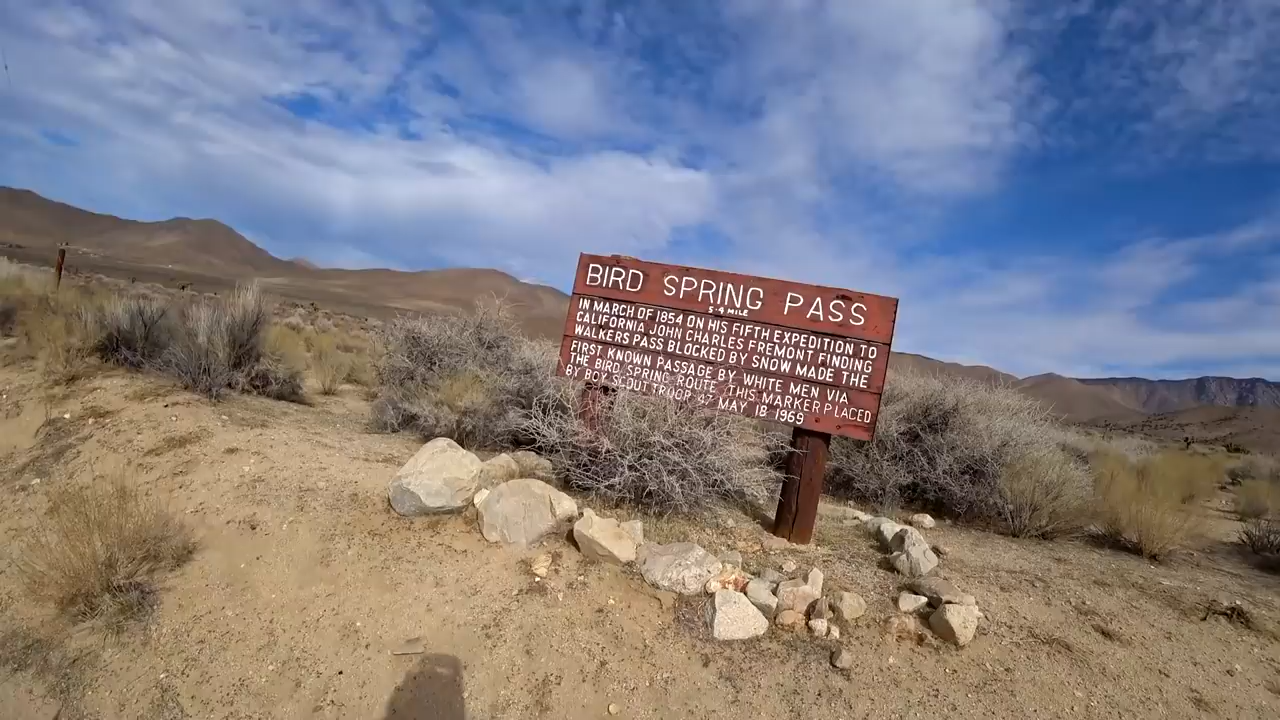 BIRD SPRING PASS
5.4 MILE
IN MARCH OF 1854 ON HIS FIFTH EXPEDITION TO
CALIFORNIA JOHN CHARLES FREMONT FINDING
WALKERS PASS BLOCKED BY SNOW MADE THE
FIRST KNOWN PASSAGE BY WHITE MEN VIA
THE BIRD SPRING ROUTE, THIS MARKER PLACED
BY BOY SCOUT TROOP 47 MAY 18 1969